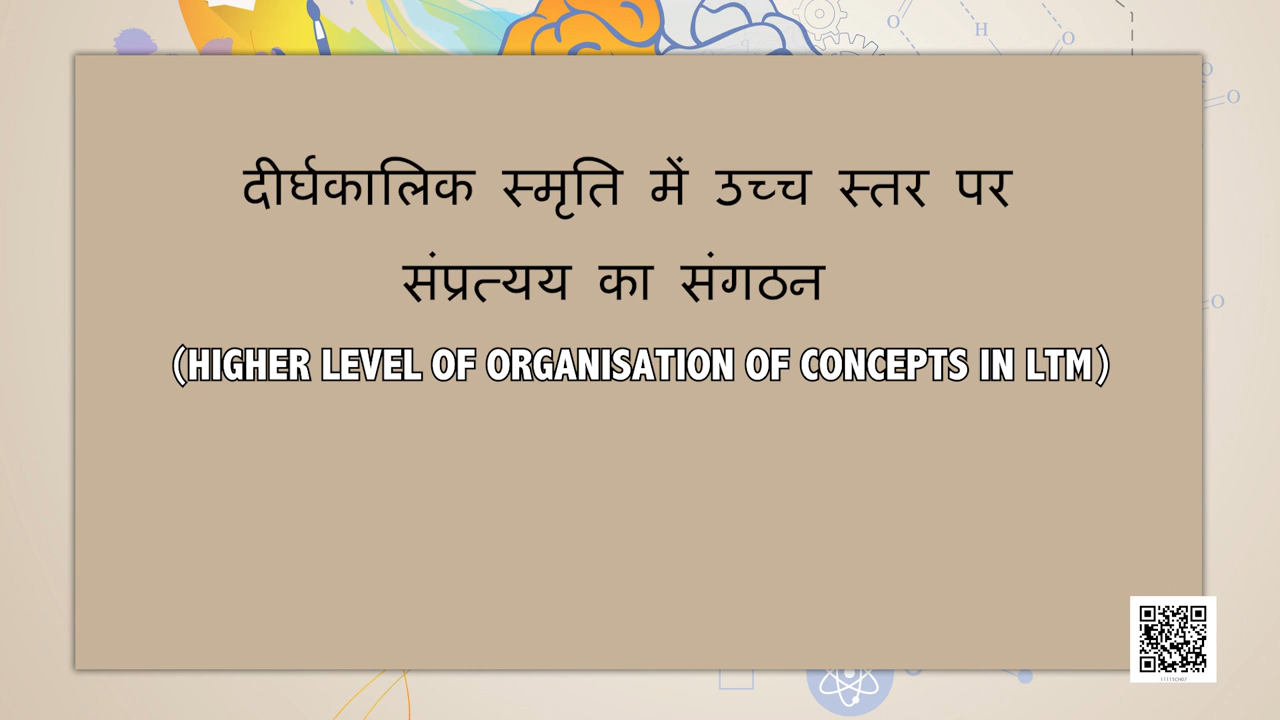 दीर्घकालिक स्मृति में उच्च स्तर पर
संप्रत्यय का संगठन
(HIGHER LEVEL OF ORGANISATION OF CONCEPTS IN LTM)
O
H
O
O
O
O